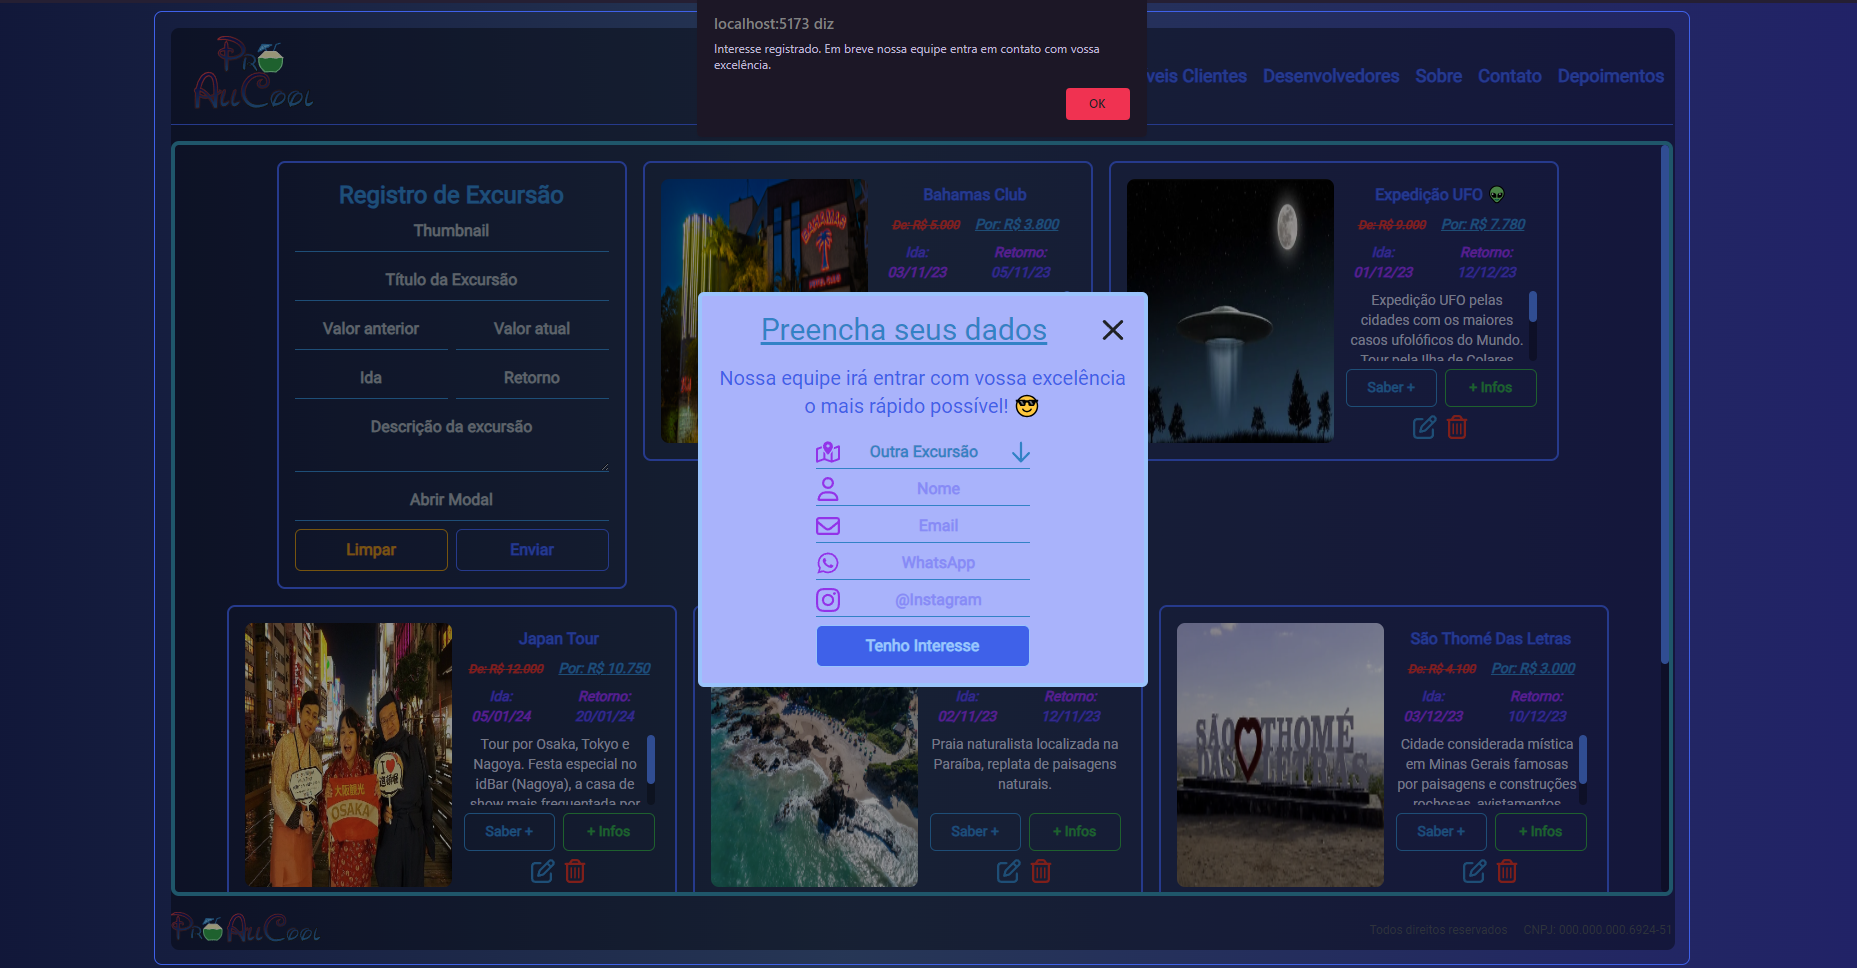 localhost:5173 diz
Interesse registrado. Em breve nossa equipe entra em contato com vossa
excelência.
OK
Pro
AuCool
veis Clientes Desenvolvedores Sobre Contato Depoimentos
Registro de Excursão
Thumbnail
Título da Excursão
Valor anterior Valor atual
Ida Retorno
Descrição da excursão
Abrir Modal
Limpar Enviar
BAHAMAS
Bahamas Club
De: R$ 5.000 Por: R$ 3.800
Ida: Retorno:
03/11/23 05/11/23
Expedição UFO
De: R$ 9.000 Por: R$ 7.780
Ida: Retorno:
01/12/23 12/12/23
Expedição UFO pelas
cidades com os maiores
casos ufolóficos do Mundo.
Tour pela Ilha de Colares
Saber + + Infos
Preencha seus dados
Nossa equipe irá entrar com vossa excelência
o mais rápido possível!
Outra Excursão
Nome
Email
WhatsApp
@Instagram
Tenho Interesse
OSAKA
Japan Tour
De: R$ 12.000 Por: R$ 10.750
Ida: Retorno:
05/01/24 20/01/24
Tour por Osaka, Tokyo e
Nagoya. Festa especial no
idBar (Nagoya), a casa de
show mais frequentada por
Saber + + Infos
Ida: Retorno:
02/11/23 12/11/23
Praia naturalista localizada na
Paraíba, replata de paisagens
naturais.
Saber + + Infos
SÃO THOMÉ
DAS LETRAS
São Thomé Das Letras
De: R$ 4.100 Por: R$ 3.000
Ida: Retorno:
03/12/23 10/12/23
Cidade considerada mística
em Minas Gerais famosas
por paisagens e construções
rochosas, avistamentos
Saber + + Infos
Pro AuCool
Todos direitos reservados CNPJ: 000.000.000.6924-51